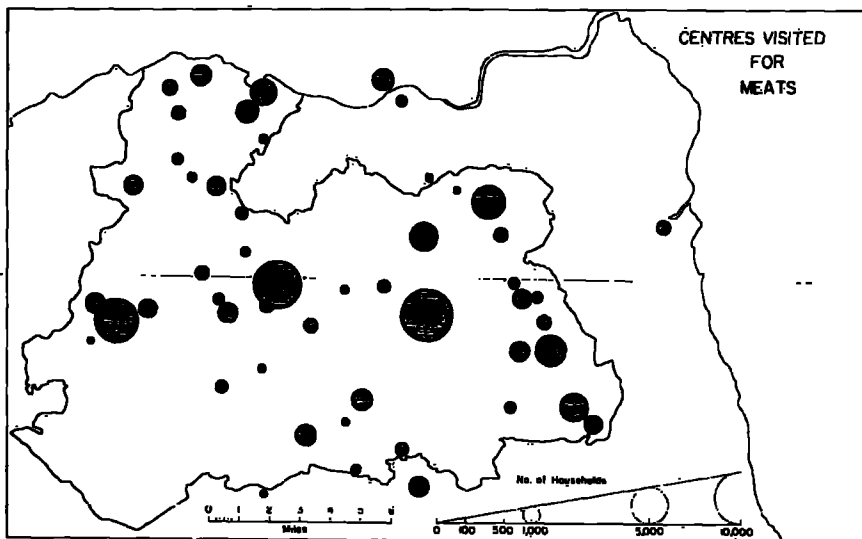 CENTRES VISITED
FOR
MEATS
No. of Households
0 1 2 3 4 5 6
Miles
0 100 500 1,000 5,000 10,000